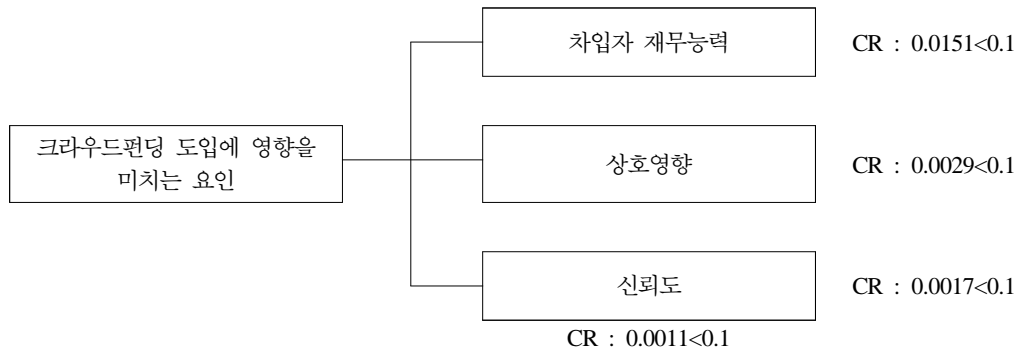 차입자 재무능력
CR : 0.0151<0.1
크라우드펀딩 도입에 영향을
미치는 요인
상호영향
CR : 0.0029<0.1
신뢰도
CR : 0.0017<0.1
CR : 0.0011<0.1